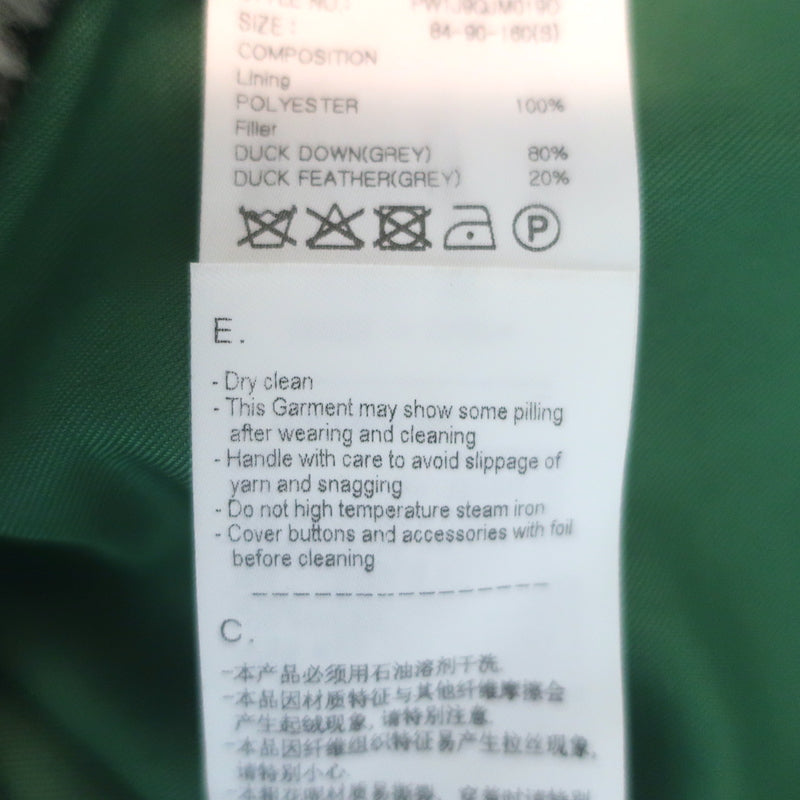 SIZE : 84-90-160(S)
COMPOSITION
Lining
POLYESTER 100%
Filler
DUCK DOWN(GREY) 80%
DUCK FEATHER(GREY) 20%
P
E.
- Dry clean
- This Garment may show some pilling
after wearing and cleaning
- Handle with care to avoid slippage of
yarn and snagging
- Do not high temperature steam iron
- Cover buttons and accessories with foil
before cleaning
C.
-本产品必须用石油溶剂干洗
-本品因材质特征与其他纤维摩擦会
产生起绒现象, 请特别注意.
-本品因纤维组织特征易产生拉丝现象,
请特别小心.